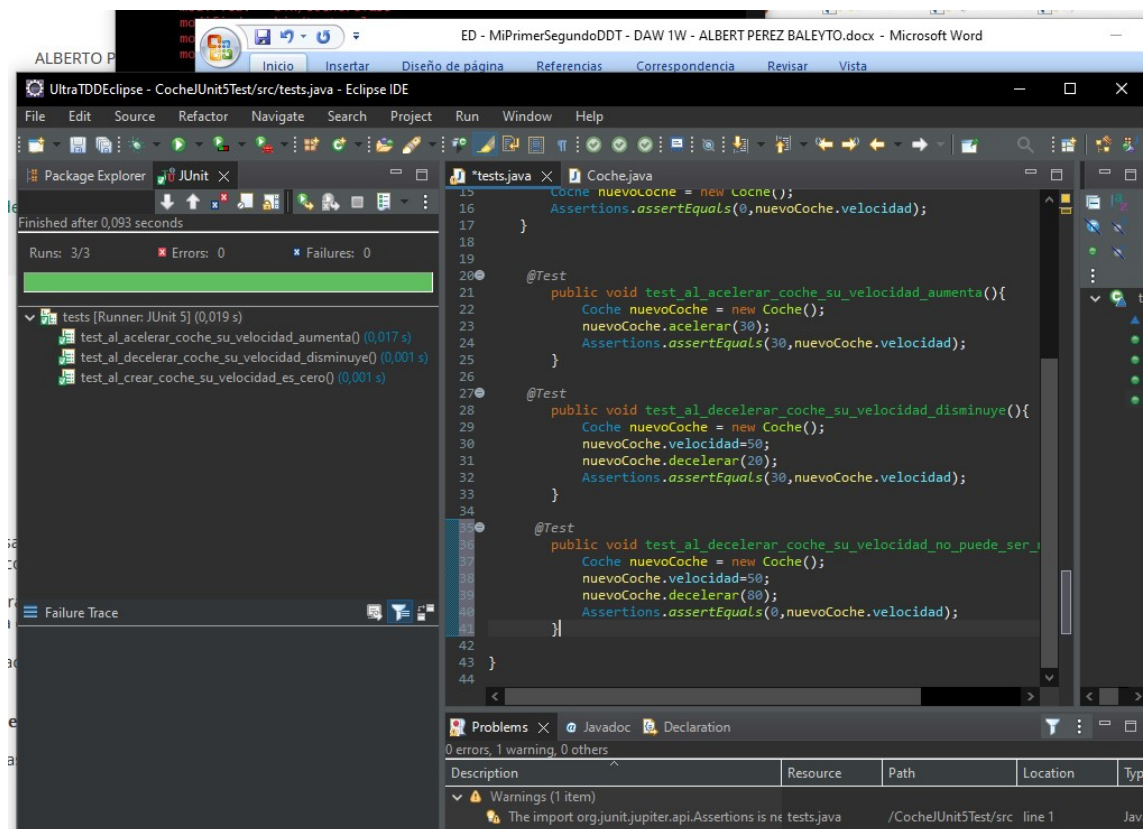 ED - MiPrimerSegundoDDT - DAW 1W - ALBERT PEREZ BALEYTO.docx - Microsoft Word
ALBERTO P
Inicio Insertar Diseño de página Referencias Correspondencia Revisar Vista
UltraTDDEclipse - CocheJUnit5Test/src/tests.java - Eclipse IDE
File Edit Source Refactor Navigate Search Project Run Window Help
Package Explorer JUnit
Finished after 0,093 seconds
Runs: 3/3 Errors: 0 Failures: 0
tests [Runner: JUnit 5] (0,019 s)
test_al_acelerar_coche_su_velocidad_aumenta() (0,017 s)
test_al_decelerar_coche_su_velocidad_disminuye() (0,001 s)
test_al_crear_coche_su_velocidad_es_cero() (0,001 s)
Failure Trace
*tests.java Coche.java
15 Coche nuevoCoche = new Coche();
16 Assertions.assertEquals(0,nuevoCoche.velocidad);
17 }
18
19
20 @Test
21 public void test_al_acelerar_coche_su_velocidad_aumenta(){
22 Coche nuevoCoche = new Coche();
23 nuevoCoche.acelerar(30);
24 Assertions.assertEquals(30,nuevoCoche.velocidad);
25 }
26
27 @Test
28 public void test_al_decelerar_coche_su_velocidad_disminuye(){
29 Coche nuevoCoche = new Coche();
30 nuevoCoche.velocidad=50;
31 nuevoCoche.decelerar(20);
32 Assertions.assertEquals(30,nuevoCoche.velocidad);
33 }
34
35 @Test
36 public void test_al_decelerar_coche_su_velocidad_no_puede_ser_
37 Coche nuevoCoche = new Coche();
38 nuevoCoche.velocidad=50;
39 nuevoCoche.decelerar(80);
40 Assertions.assertEquals(0,nuevoCoche.velocidad);
41 }
42
43 }
44
Problems Javadoc Declaration
0 errors, 1 warning, 0 others
Description Resource Path Location Typ
Warnings (1 item)
The import org.junit.jupiter.api.Assertions is ne tests.java /CocheJUnit5Test/src line 1 Jav